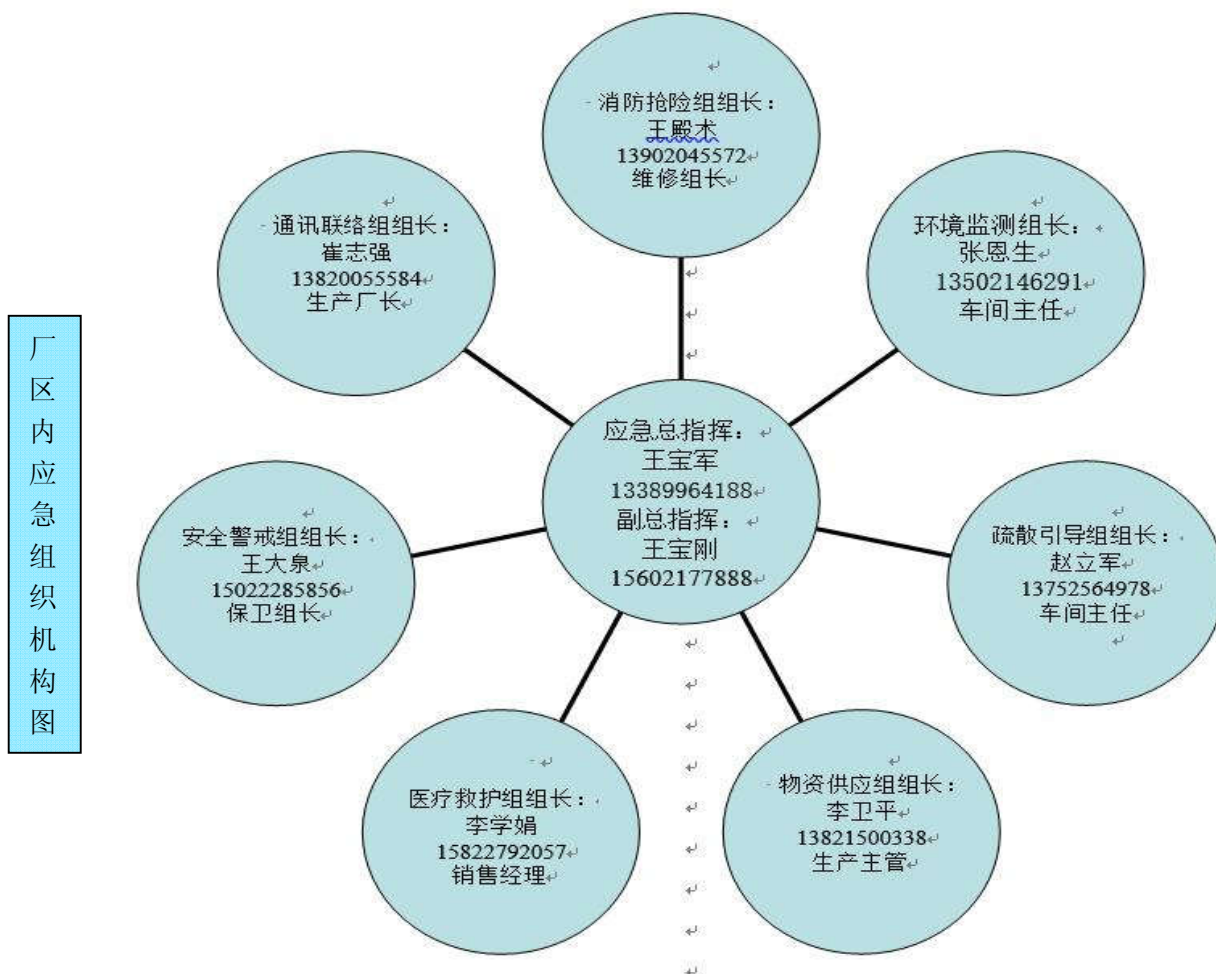 厂区内应急组织机构图
消防抢险组组长：
王殿术
13902045572
维修组长
通讯联络组组长：
崔志强
13820055584
生产厂长
环境监测组长：
张恩生
13502146291
车间主任
应急总指挥：
王宝军
13389964188
副总指挥：
王宝刚
15602177888
安全警戒组组长：
王大泉
15022285856
保卫组长
疏散引导组组长：
赵立军
13752564978
车间主任
医疗救护组组长：
李学娟
15822792057
销售经理
物资供应组组长：
李卫平
13821500338
生产主管